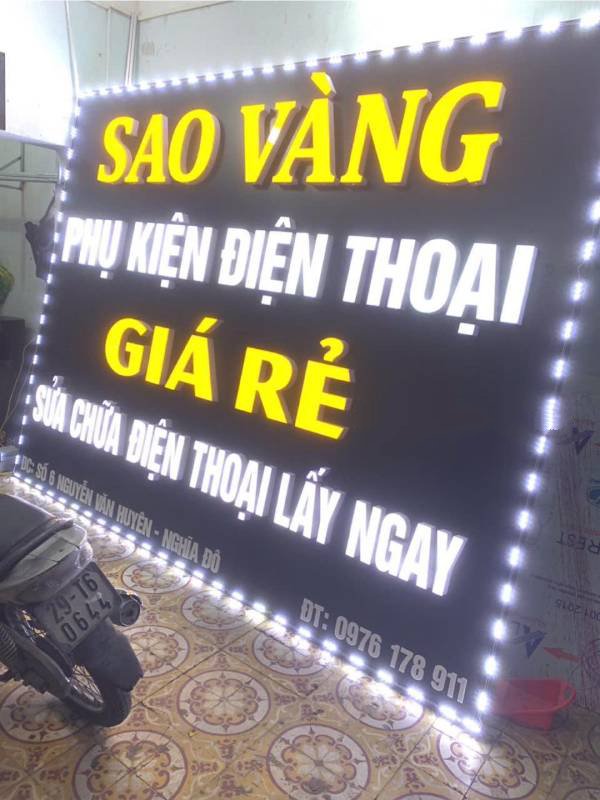 SAO VÀNG
PHỤ KIỆN ĐIỆN THOẠI
GIÁ RẺ
SỬA CHỮA ĐIỆN THOẠI LẤY NGAY
ĐC: SỐ 6 NGUYỄN VĂN HUYÊN - NGHĨA ĐÔ
ĐT: 0976 178 911
29-16
0644